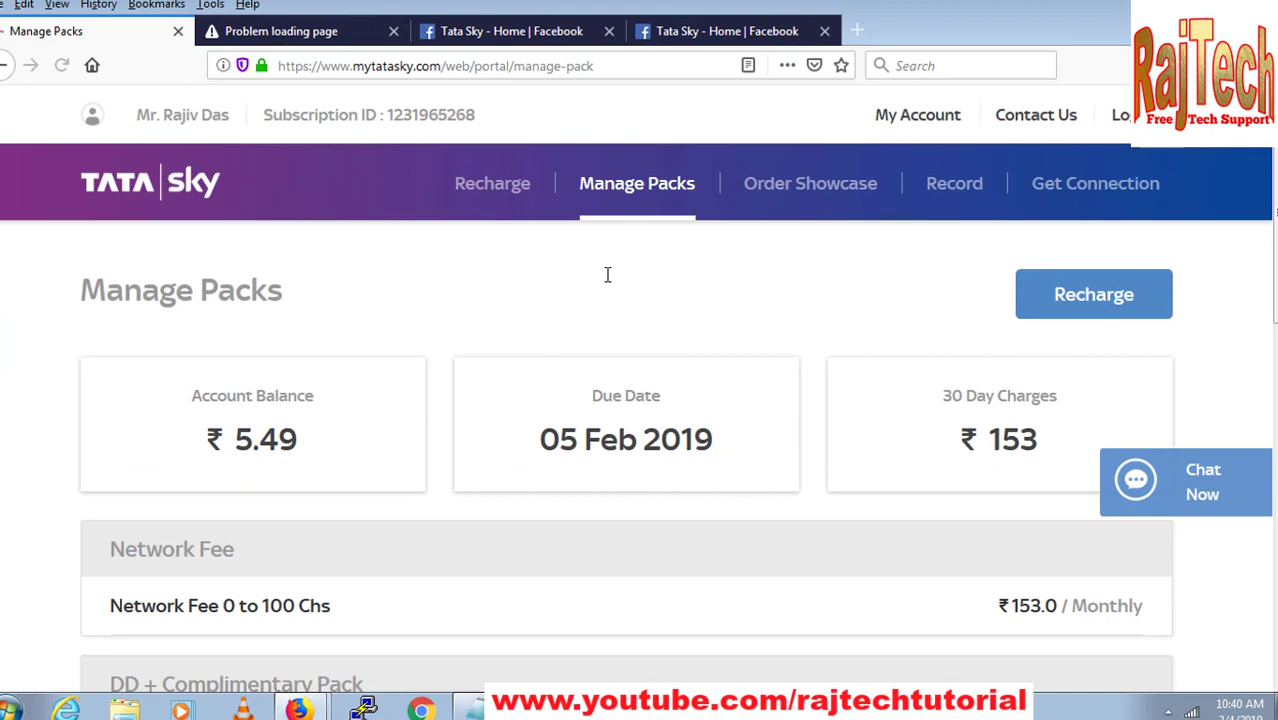 Edit View History Bookmarks Tools Help
Manage Packs
Problem loading page
Tata Sky - Home | Facebook
Tata Sky - Home | Facebook
https://www.mytatasky.com/web/portal/manage-pack
Search
RajTech
Free Tech Support
Mr. Rajiv Das
Subscription ID : 1231965268
My Account
Contact Us
TATA sky
Recharge
Manage Packs
Order Showcase
Record
Get Connection
Manage Packs
Recharge
Account Balance
₹ 5.49
Due Date
05 Feb 2019
30 Day Charges
₹ 153
Chat
Now
Network Fee
Network Fee 0 to 100 Chs
₹153.0 / Monthly
DD + Complimentary Pack
www.youtube.com/rajtechtutorial
10:40 AM
2/4/2019